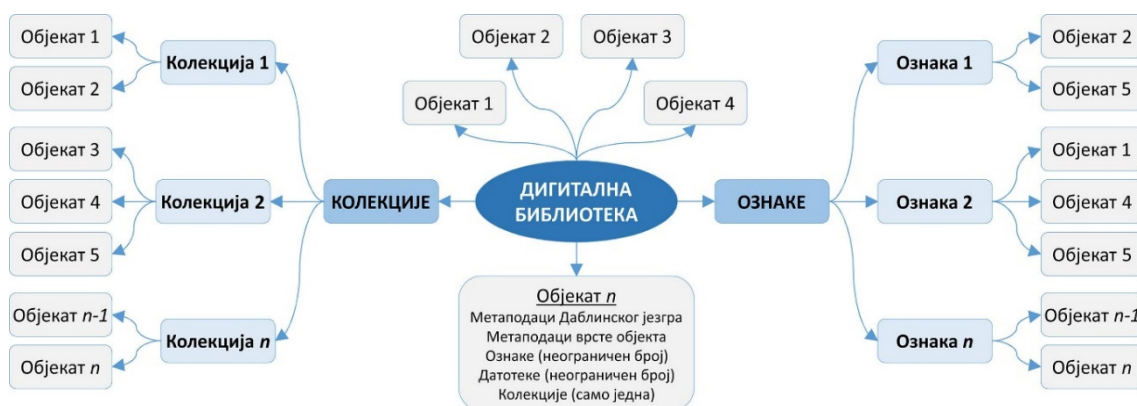 Објекат 1
Објекат 2
Колекција 1
Објекат 3
Објекат 4
Објекат 5
Колекција 2
Објекат n-1
Објекат n
Колекција n
КОЛЕКЦИЈЕ
Објекат 1
Објекат 2
Објекат 3
Објекат 4
ДИГИТАЛНА
БИБЛИОТЕКА
Објекат n
Метаподаци Даблинског језгра
Метаподаци врсте објекта
Ознаке (неограничен број)
Датотеке (неограничен број)
Колекције (само једна)
ОЗНАКЕ
Ознака 1
Објекат 2
Објекат 5
Ознака 2
Објекат 1
Објекат 4
Објекат 5
Ознака n
Објекат n-1
Објекат n